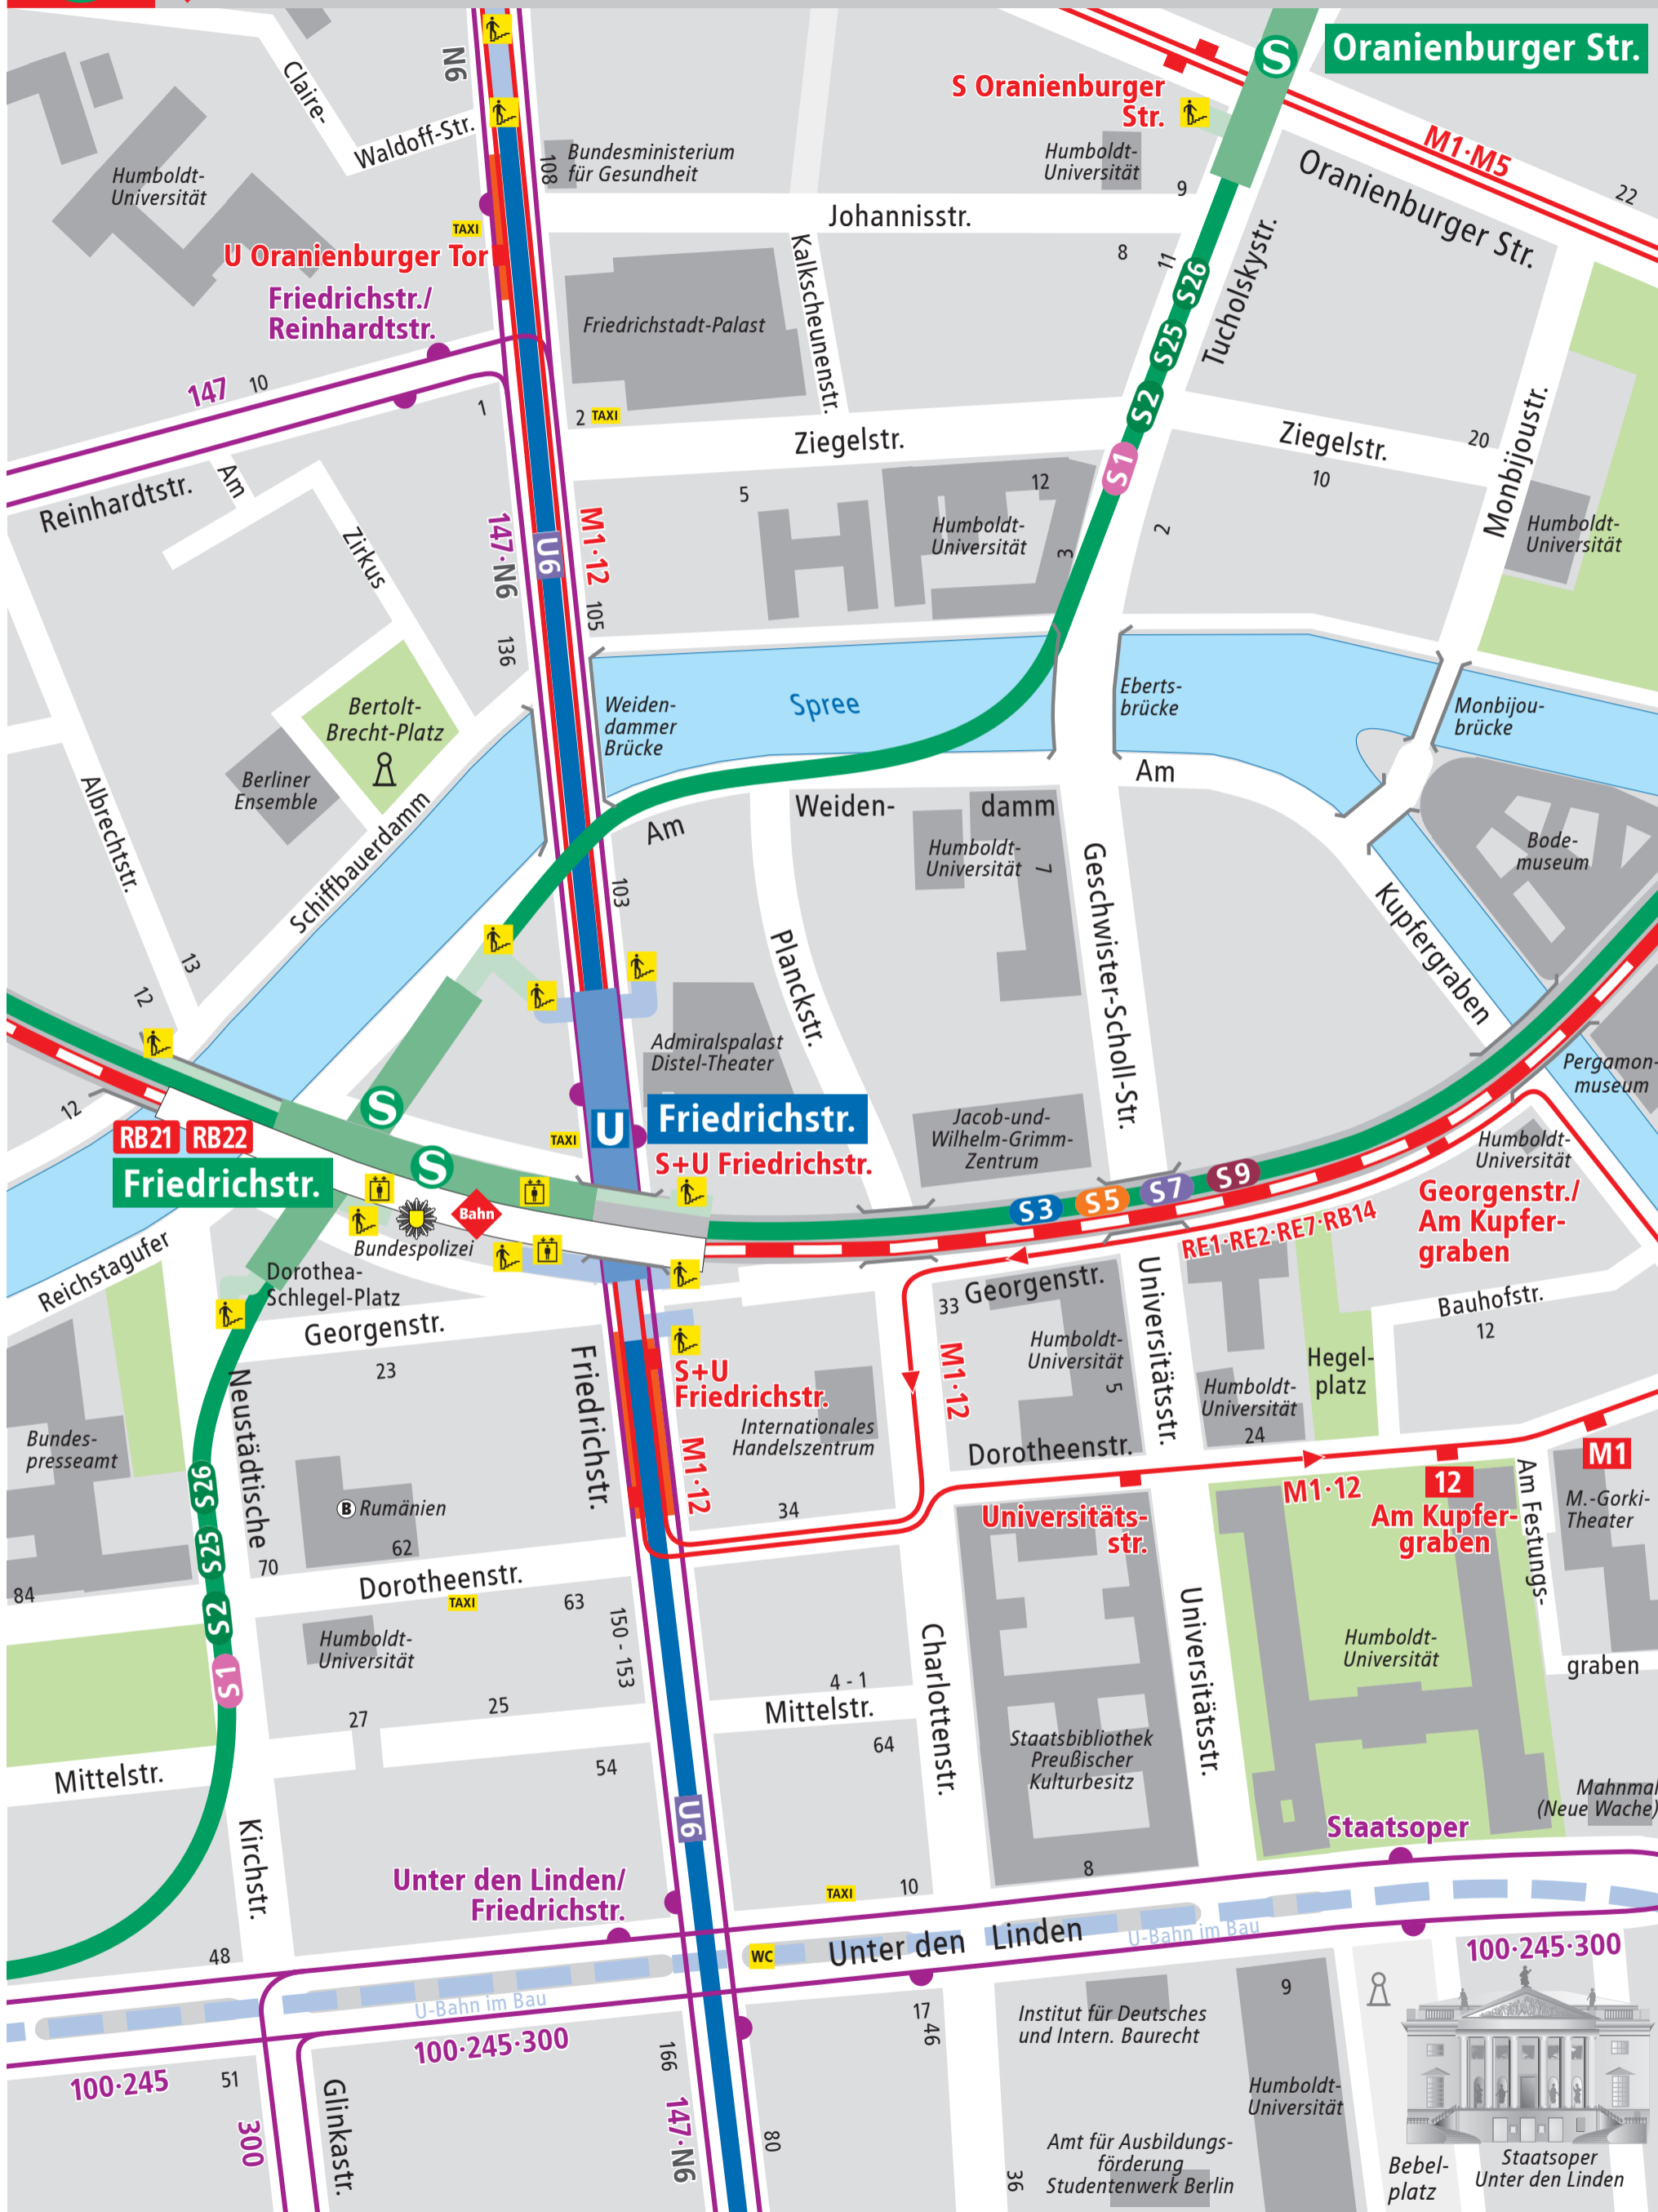 Oranienburger Str.
S
N6
Claire-
Waldoff-Str.
S Oranienburger
Str.
M1·M5
Oranienburger Str.
22
Humboldt-
Universität
108
Bundesministerium
für Gesundheit
Humboldt-
Universität
9
Johannisstr.
TAXI
U Oranienburger Tor
Friedrichstr./
Reinhardtstr.
Kalkscheunenstr.
8
11
S26
S25
S2
S1
Tucholskystr.
Friedrichstadt-Palast
147
10
1
2
TAXI
Ziegelstr.
Ziegelstr.
20
10
Monbijoustr.
Reinhardtstr.
Am
Zirkus
147·N6
U6
M1·12
5
12
Humboldt-
Universität
3
2
Humboldt-
Universität
136
105
Bertolt-
Brecht-Platz
Weiden-
dammer
Brücke
Spree
Eberts-
brücke
Monbijou-
brücke
Berliner
Ensemble
Albrechtstr.
Schiffbauerdamm
Am
Weiden-
damm
Am
Humboldt-
Universität
7
Bode-
museum
103
Geschwister-Scholl-Str.
Kupfergraben
Planckstr.
13
12
12
Admiralspalast
Distel-Theater
Pergamon-
museum
S
U
Friedrichstr.
TAXI
S+U Friedrichstr.
Jacob-und-
Wilhelm-Grimm-
Zentrum
Humboldt-
Universität
RB21
RB22
Friedrichstr.
S
Bahn
Bundespolizei
S3
S5
S7
S9
RE1·RE2·RE7·RB14
Georgenstr./
Am Kupfer-
graben
Reichstagufer
Dorothea-
Schlegel-Platz
Georgenstr.
23
33
Georgenstr.
Universitätsstr.
Bauhofstr.
12
Humboldt-
Universität
5
M1·12
Hegel-
platz
Humboldt-
Universität
24
Neustädtische
Friedrichstr.
S+U
Friedrichstr.
Internationales
Handelszentrum
M1·12
Dorotheenstr.
Bundes-
presseamt
S26
S25
S2
S1
B
Rumänien
62
70
34
Universitäts-
str.
M1·12
12
Am Kupfer-
graben
M1
Am Festungs-
M.-Gorki-
Theater
84
Dorotheenstr.
TAXI
63
150 - 153
Humboldt-
Universität
Charlottenstr.
Universitätsstr.
Humboldt-
Universität
graben
4 - 1
25
27
Mittelstr.
64
54
Mittelstr.
Staatsbibliothek
Preußischer
Kulturbesitz
Mahnmal
(Neue Wache)
Kirchstr.
U6
Staatsoper
Unter den Linden/
Friedrichstr.
TAXI
10
8
48
WC
Unter den Linden
U-Bahn im Bau
100·245·300
U-Bahn im Bau
100·245·300
100·245
51
300
Glinkastr.
166
147·N6
80
17
46
Institut für Deutsches
und Intern. Baurecht
9
Humboldt-
Universität
Amt für Ausbildungs-
förderung
Studentenwerk Berlin
36
Bebel-
platz
Staatsoper
Unter den Linden